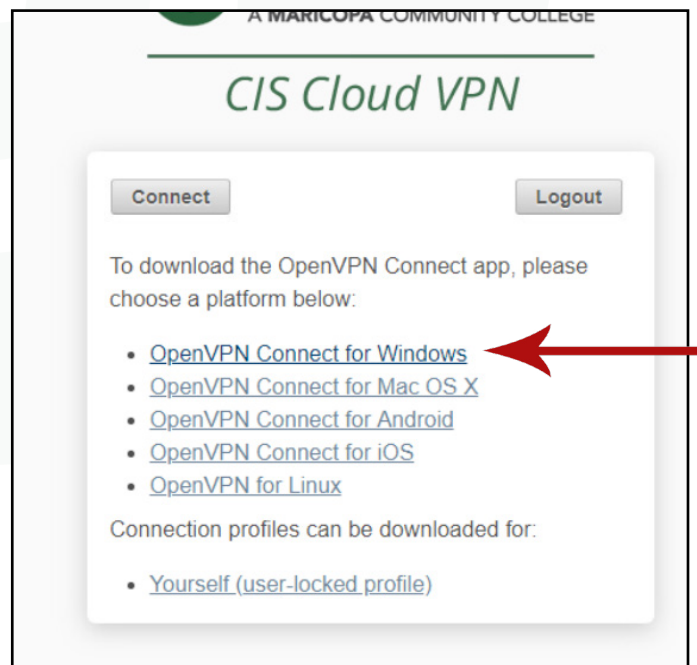 A MARICOPA COMMUNITY COLLEGE
CIS Cloud VPN
Connect Logout
To download the OpenVPN Connect app, please
choose a platform below:
• OpenVPN Connect for Windows
• OpenVPN Connect for Mac OS X
• OpenVPN Connect for Android
• OpenVPN Connect for iOS
• OpenVPN for Linux
Connection profiles can be downloaded for:
• Yourself (user-locked profile)